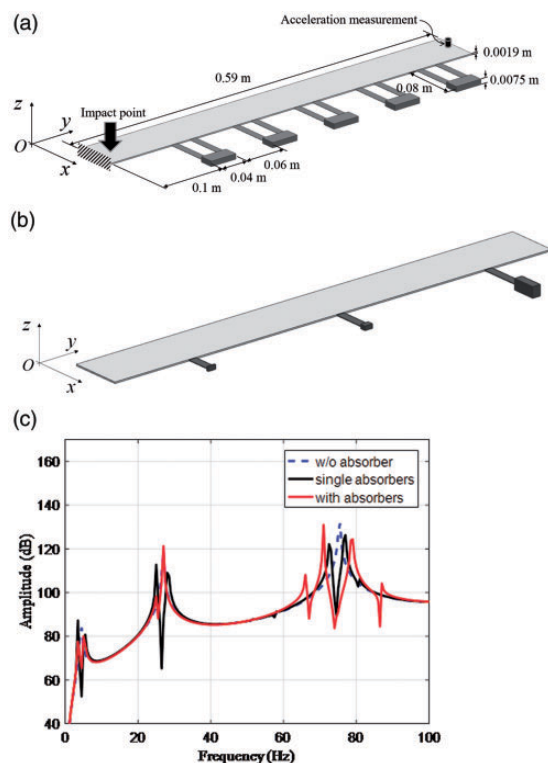 (a)
Acceleration measurement
0.0019 m
0.59 m
0.0075 m
0.08 m
Impact point
z
y
O
x
0.06 m
0.04 m
0.1 m
(b)
z
y
O
x
(c)
160
w/o absorber
single absorbers
with absorbers
140
120
100
80
60
40
Amplitude (dB)
0 20 40 60 80 100
Frequency (Hz)